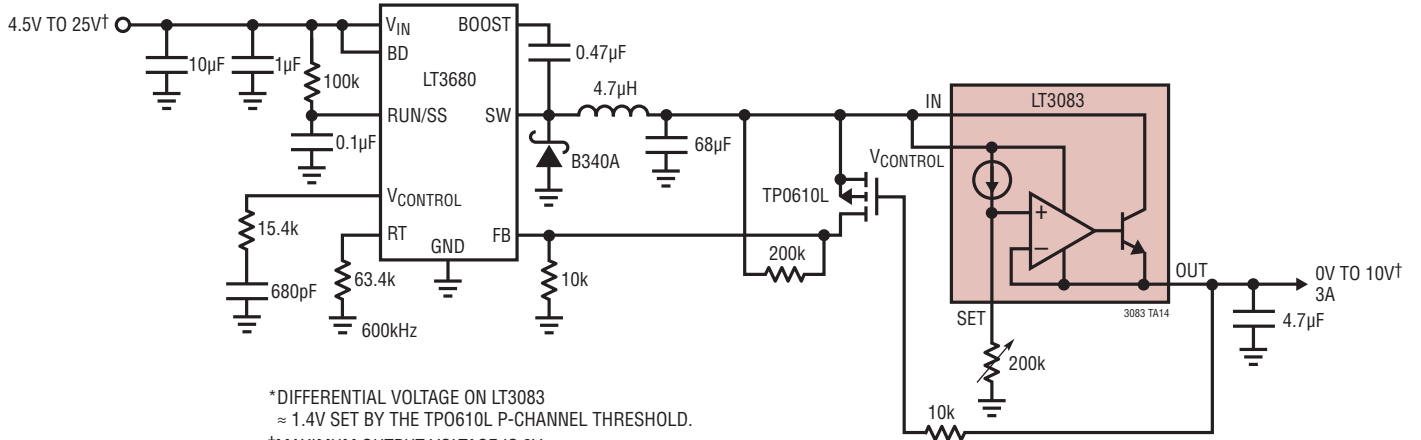 4.5V TO 25V†
10µF
1µF
100k
0.1µF
15.4k
680pF
63.4k
600kHz
VIN
BD
RUN/SS
VCONTROL
RT
GND
LT3680
BOOST
SW
FB
0.47µF
4.7µH
B340A
68µF
10k
200k
TP0610L
IN
VCONTROL
LT3083
+
–
OUT
SET
3083 TA14
200k
10k
0V TO 10V†
3A
4.7µF
*DIFFERENTIAL VOLTAGE ON LT3083
≈ 1.4V SET BY THE TP0610L P-CHANNEL THRESHOLD.